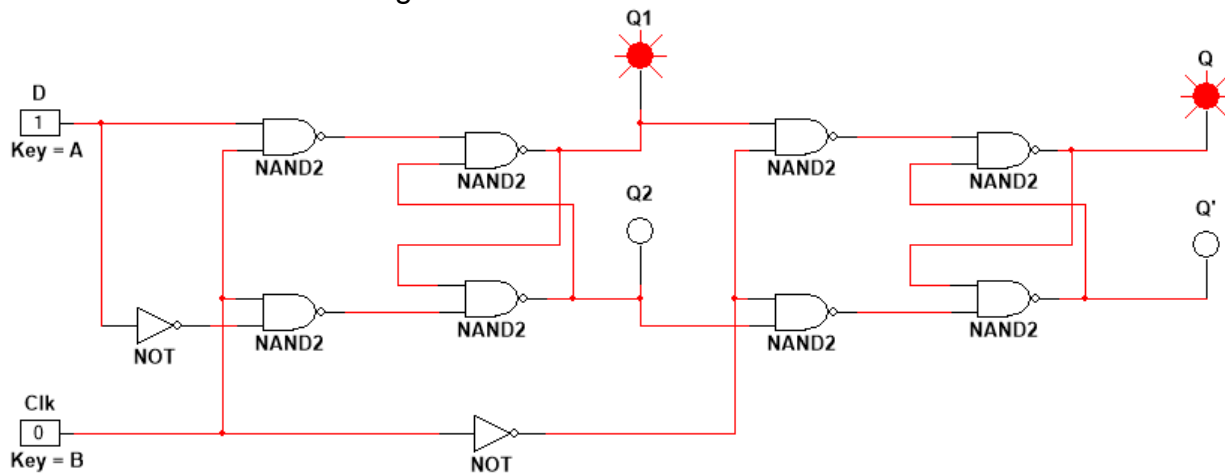 Q1
Q
D
1
Key = A
NAND2
NAND2
NAND2
NAND2
Q2
Q'
NAND2
NAND2
NAND2
NAND2
NOT
Clk
0
Key = B
NOT